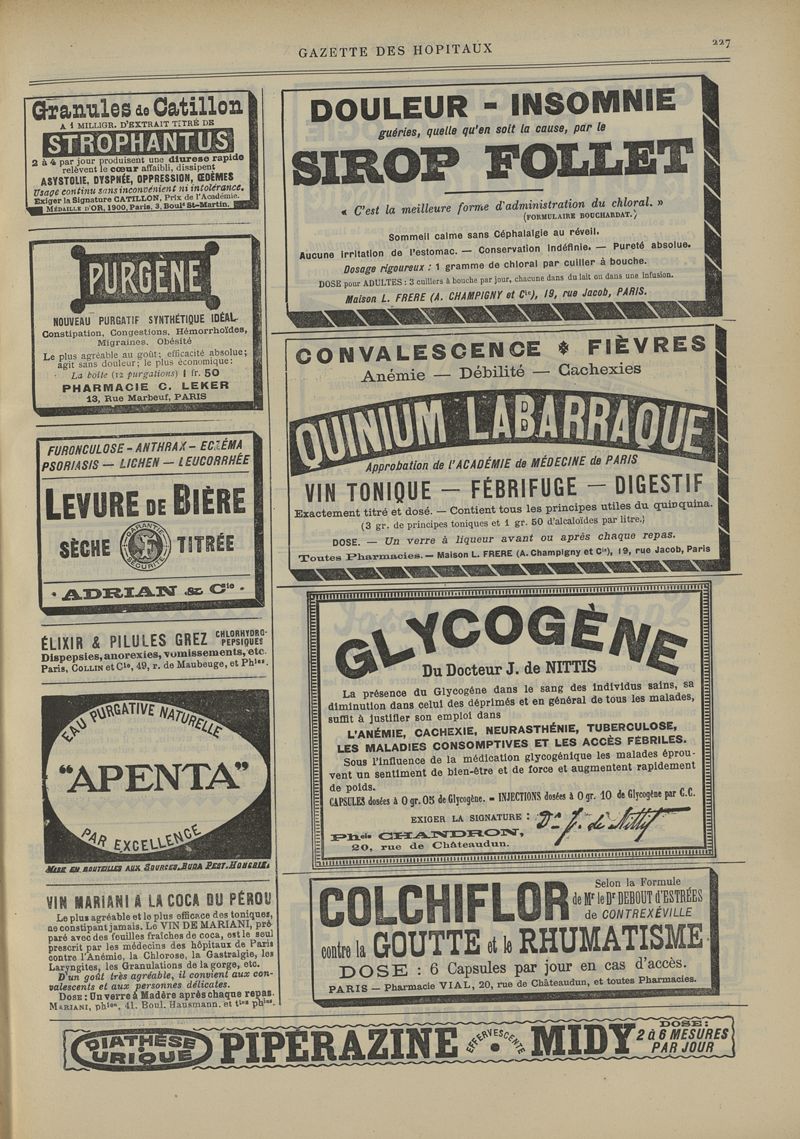 GAZETTE DES HOPITAUX
227
Granules de Catillon
A 1 MILLIGR. D'EXTRAIT TITRÉ DE
STROPHANTUS
2 à 4 par jour produisent une diurese rapide
relèvent le cœur affaibli, dissipent
ASYSTOLIE, DYSPNÉE, OPPRESSION, ŒDÈMES
Usage continu sans inconvénient ni intolérance.
Exiger la Signature CATILLON, Prix de l'Académie.
MÉDAILLE D'OR, 1900, Paris, 3, Boulᵈ Sᵗ-Martin.
PURGÈNE
NOUVEAU PURGATIF SYNTHÉTIQUE IDÉAL
Constipation, Congestions, Hémorrhoïdes,
Migraines, Obésité
Le plus agréable au goût; efficacité absolue;
agit sans douleur; le plus économique:
La boîte (12 purgations) 1 fr. 50
PHARMACIE C. LEKER
13, Rue Marbeuf, PARIS
FURONCULOSE - ANTHRAX - ECZÉMA
PSORIASIS — LICHEN — LEUCORRHÉE
LEVURE DE BIÈRE
SÈCHE
GARANTIE
SÉCURITÉ
TITRÉE
ADRIAN & Cⁱᵉ
ÉLIXIR & PILULES GREZ CHLORHYDRO-
PEPSIQUES
Dispepsies, anorexies, vomissements, etc.
Paris, COLLIN et Cⁱᵉ, 49, r. de Maubeuge, et Phⁱᵉˢ.
EAU PURGATIVE NATURELLE
"APENTA"
PAR EXCELLENCE
MISE EN BOUTEILLES AUX SOURCES, BUDA PEST, HONGRIE.
VIN MARIANI A LA COCA DU PÉROU
Le plus agréable et le plus efficace des toniques,
ne constipant jamais. Le VIN DE MARIANI, pré-
paré avec des feuilles fraîches de coca, est le seul
prescrit par les médecins des hôpitaux de Paris
contre l'Anémie, la Chlorose, la Gastralgie, les
Laryngites, les Granulations de la gorge, etc.
D'un goût très agréable, il convient aux con-
valescents et aux personnes délicates.
DOSE: Un verre à Madère après chaque repas.
MARIANI, phⁱᵉⁿ, 41, Boul. Hausmann, et tᵗᵉˢ phⁱᵉˢ.
DOULEUR - INSOMNIE
guéries, quelle qu'en soit la cause, par le
SIROP FOLLET
« C'est la meilleure forme d'administration du chloral. »
(FORMULAIRE BOUCHARDAT.)
Sommeil calme sans Céphalalgie au réveil.
Aucune irritation de l'estomac. — Conservation indéfinie. — Pureté absolue.
Dosage rigoureux : 1 gramme de chloral par cuiller à bouche.
DOSE pour ADULTES : 3 cuillers à bouche par jour, chacune dans du lait ou dans une infusion.
Maison L. FRERE (A. CHAMPIGNY et Cⁱᵉ), 19, rue Jacob, PARIS.
CONVALESCENCE * FIÈVRES
Anémie — Débilité — Cachexies
QUINIUM LABARRAQUE
Approbation de l'ACADÉMIE de MÉDECINE de PARIS
VIN TONIQUE — FÉBRIFUGE — DIGESTIF
Exactement titré et dosé. — Contient tous les principes utiles du quinquina.
(3 gr. de principes toniques et 1 gr. 50 d'alcaloïdes par litre.)
DOSE. — Un verre à liqueur avant ou après chaque repas.
Toutes Pharmacies. — Maison L. FRERE (A. Champigny et Cⁱᵉ), 19, rue Jacob, Paris
GLYCOGÈNE
Du Docteur J. de NITTIS
La présence du Glycogène dans le sang des individus sains, sa
diminution dans celui des déprimés et en général de tous les malades,
suffit à justifier son emploi dans
L'ANÉMIE, CACHEXIE, NEURASTHÉNIE, TUBERCULOSE,
LES MALADIES CONSOMPTIVES ET LES ACCÈS FÉBRILES.
Sous l'influence de la médication glycogénique les malades éprou-
vent un sentiment de bien-être et de force et augmentent rapidement
de poids.
CAPSULES dosées à 0 gr. 05 de Glycogène. - INJECTIONS dosées à 0 gr. 10 de Glycogène par C.C.
EXIGER LA SIGNATURE : Dr J. de Nittis
Phᶜⁱᵉ CHANDRON,
20, rue de Châteaudun.
COLCHIFLOR
Selon la Formule
de Mʳ le Dʳ DEBOUT d'ESTRÉES
de CONTREXÉVILLE
contre la GOUTTE et le RHUMATISME
DOSE : 6 Capsules par jour en cas d'accès.
PARIS — Pharmacie VIAL, 20, rue de Châteaudun, et toutes Pharmacies.
DIATHÈSE
URIQUE
PIPÉRAZINE
EFFERVESCENTE
MIDY
DOSE:
2 à 6 MESURES
PAR JOUR